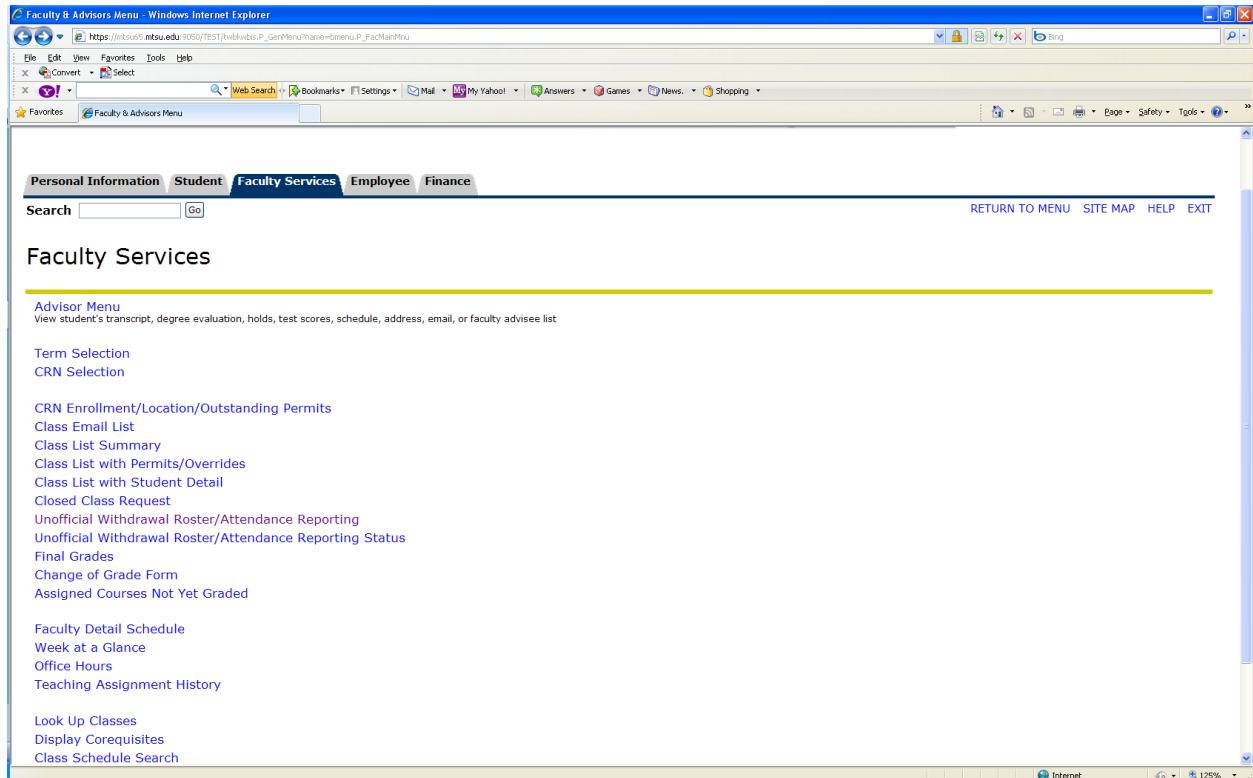 Faculty & Advisors Menu - Windows Internet Explorer
https://mtsu65.mtsu.edu:9050/TEST/twbkwbis.P_GenMenu?name=bmenu.P_FacMainMnu
Bing
File Edit View Favorites Tools Help
x Convert Select
x Y! Web Search Bookmarks Settings Mail My Yahoo! Answers Games News. Shopping
Favorites Faculty & Advisors Menu Page Safety Tools »
Personal Information Student Faculty Services Employee Finance
Search Go RETURN TO MENU SITE MAP HELP EXIT
Faculty Services
Advisor Menu
View student's transcript, degree evaluation, holds, test scores, schedule, address, email, or faculty advisee list
Term Selection
CRN Selection
CRN Enrollment/Location/Outstanding Permits
Class Email List
Class List Summary
Class List with Permits/Overrides
Class List with Student Detail
Closed Class Request
Unofficial Withdrawal Roster/Attendance Reporting
Unofficial Withdrawal Roster/Attendance Reporting Status
Final Grades
Change of Grade Form
Assigned Courses Not Yet Graded
Faculty Detail Schedule
Week at a Glance
Office Hours
Teaching Assignment History
Look Up Classes
Display Corequisites
Class Schedule Search
Internet 125%